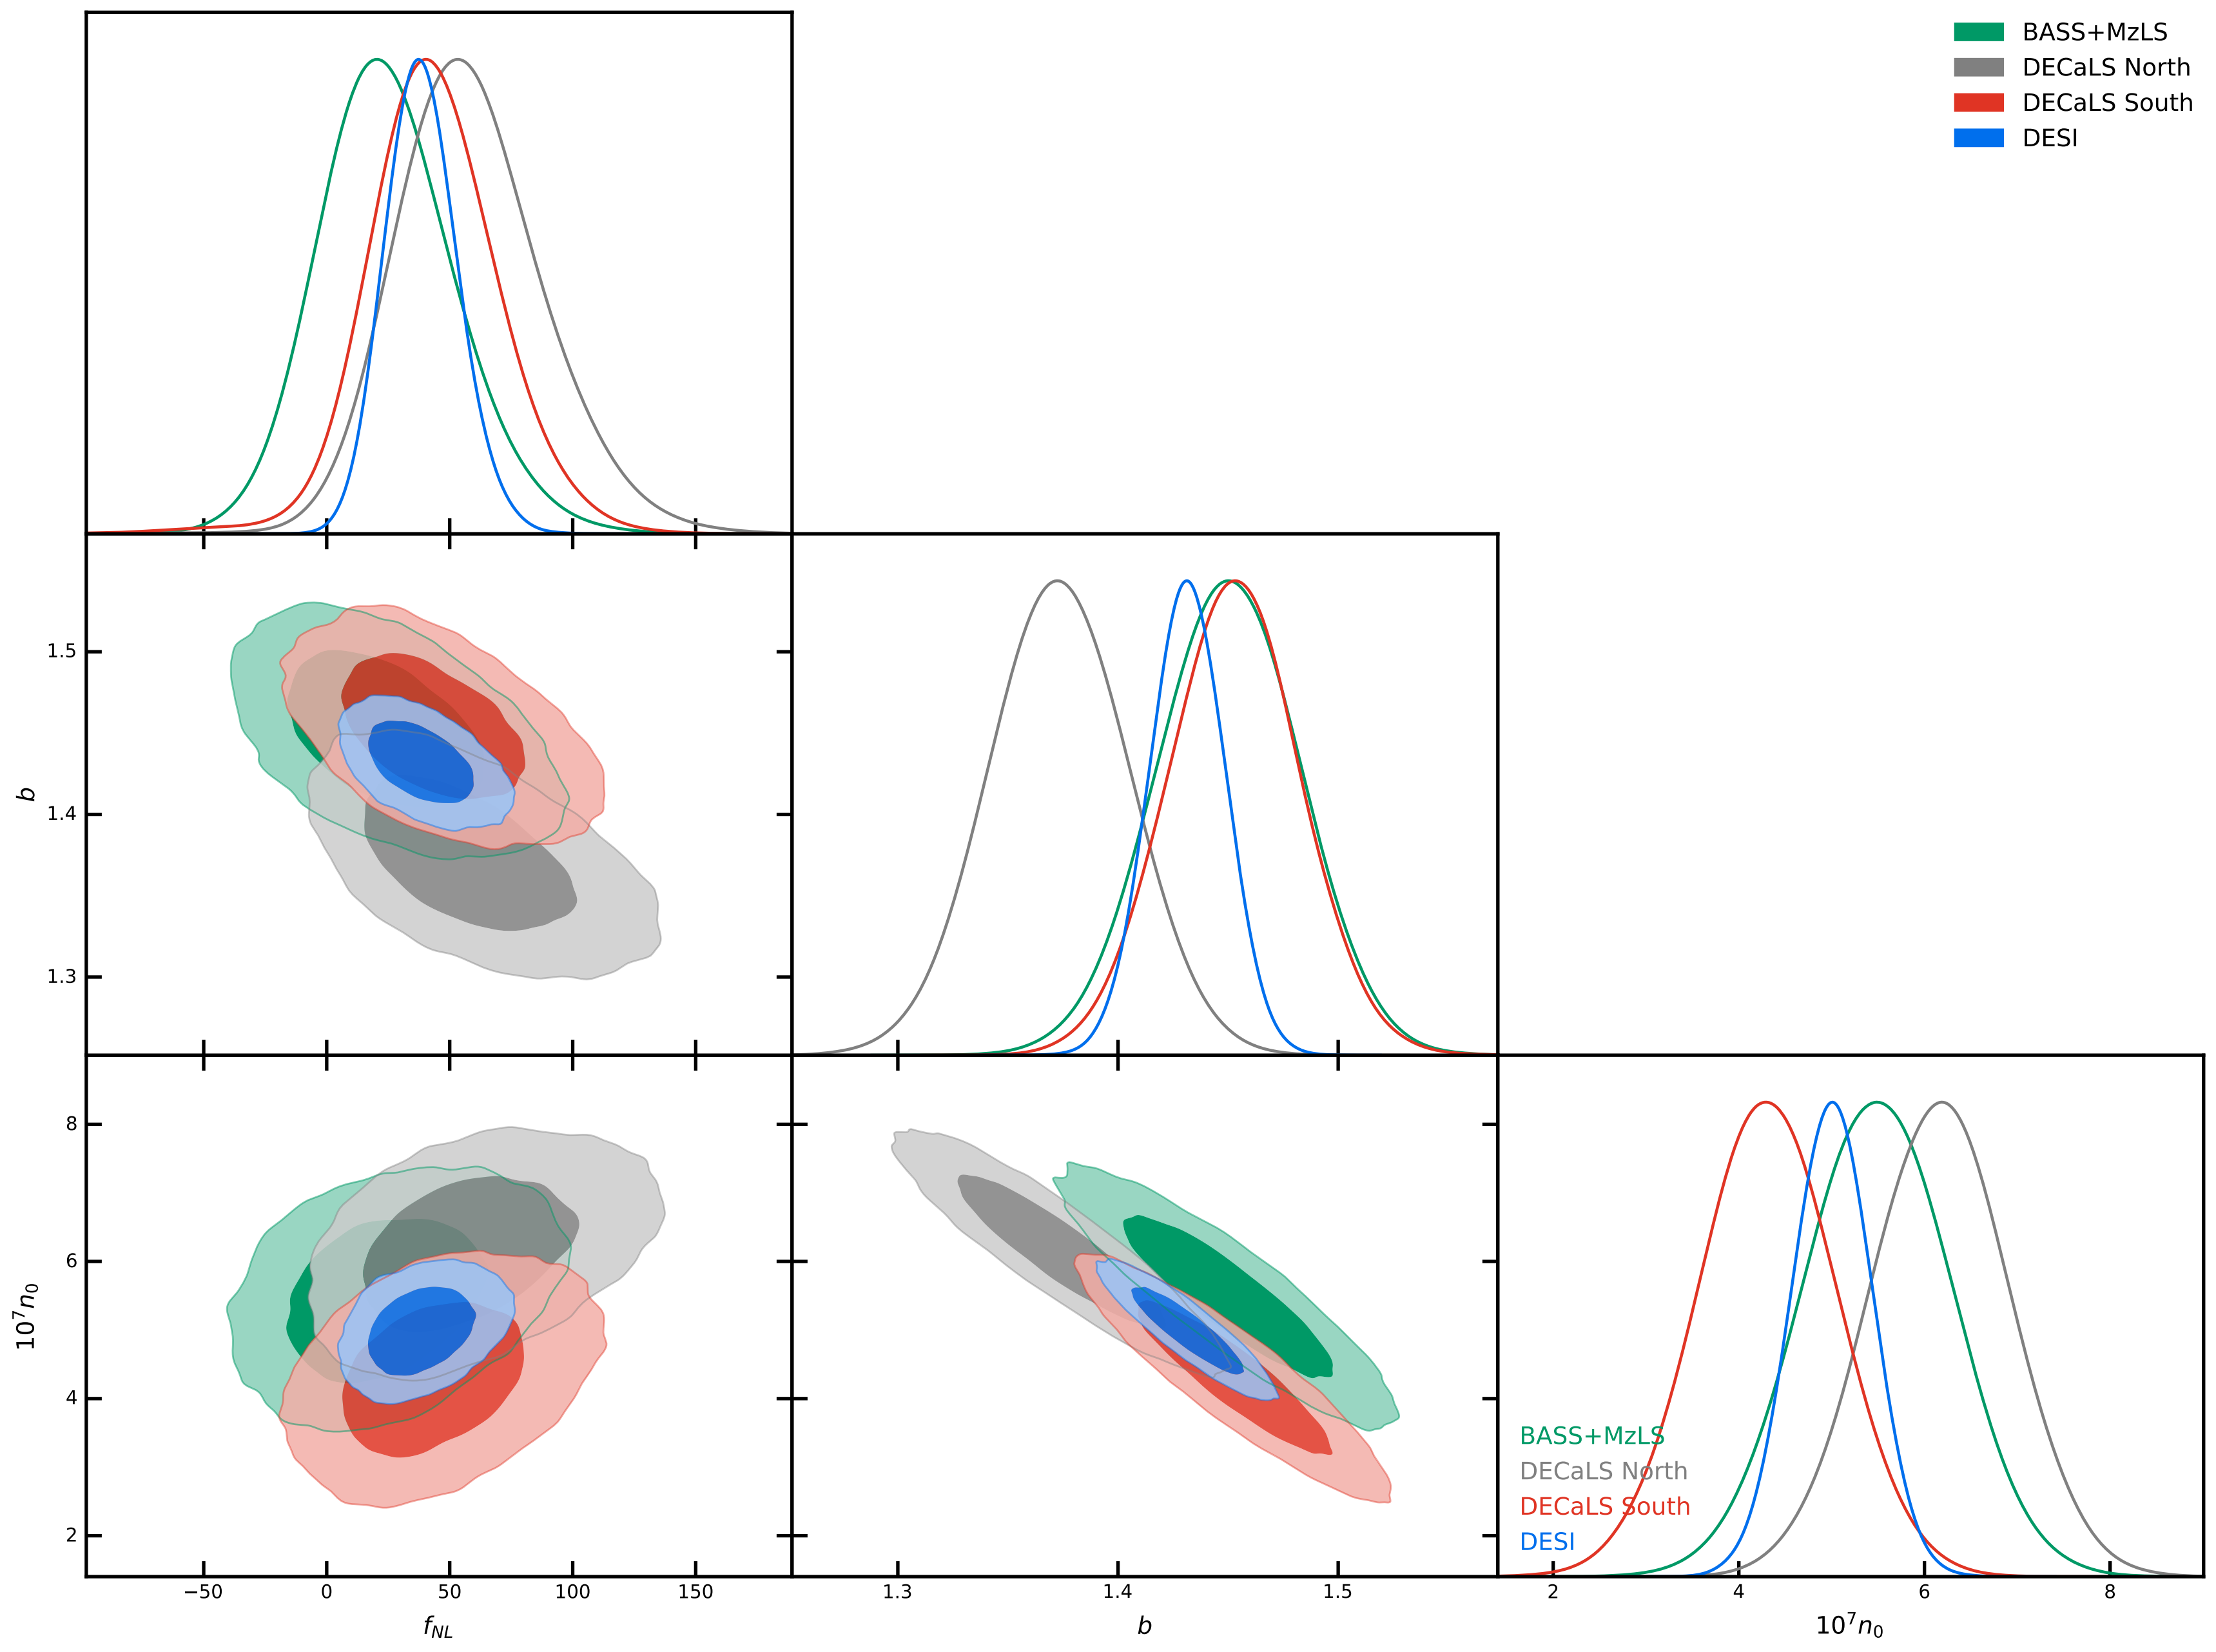 BASS+MzLS
DECaLS North
DECaLS South
DESI
1.5
1.4
1.3
b
8
6
4
2
10⁷n₀
BASS+MzLS
DECaLS North
DECaLS South
DESI
−50 0 50 100 150
1.3 1.4 1.5
2 4 6 8
f_NL
b
10⁷n₀